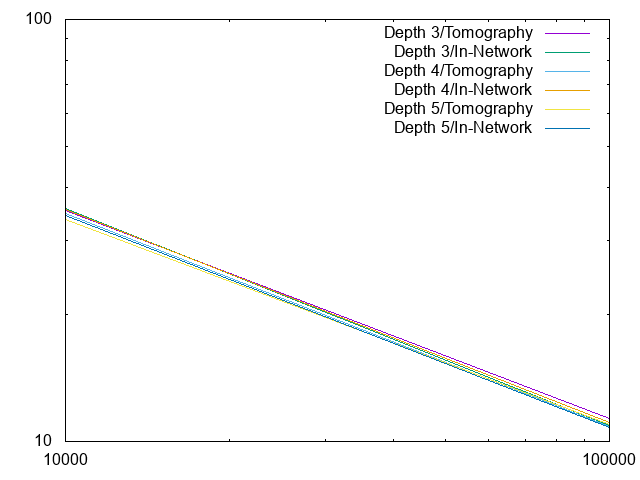 100
Depth 3/Tomography
Depth 3/In-Network
Depth 4/Tomography
Depth 4/In-Network
Depth 5/Tomography
Depth 5/In-Network
10
10000
100000